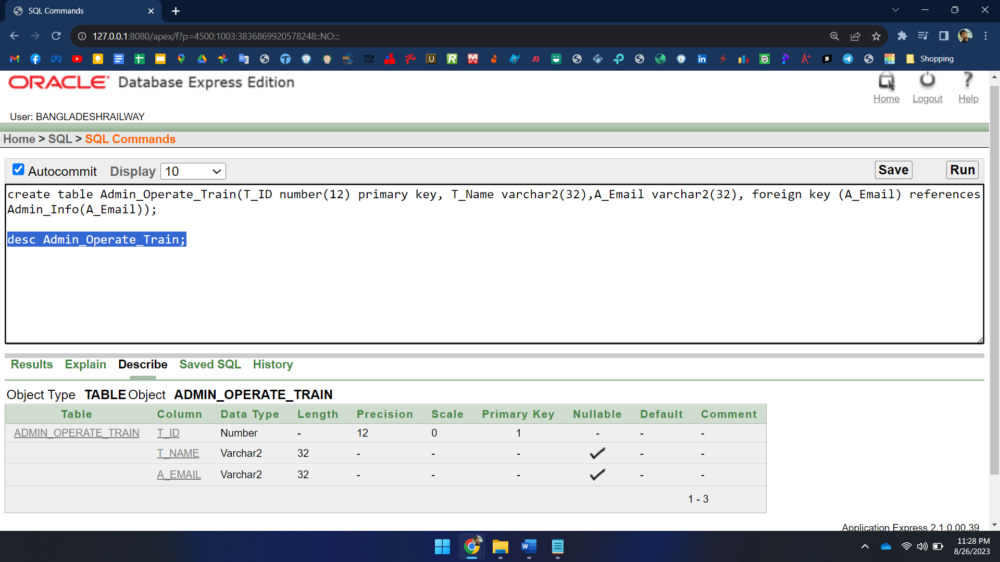 SQL Commands
127.0.0.1:8080/apex/f?p=4500:1003:3836869920578248::NO:::
Shopping
ORACLE Database Express Edition
Home Logout Help
User: BANGLADESHRAILWAY
Home > SQL > SQL Commands
Autocommit Display 10 Save Run
create table Admin_Operate_Train(T_ID number(12) primary key, T_Name varchar2(32),A_Email varchar2(32), foreign key (A_Email) references
Admin_Info(A_Email));
desc Admin_Operate_Train;
Results Explain Describe Saved SQL History
Object Type TABLE Object ADMIN_OPERATE_TRAIN
Table Column Data Type Length Precision Scale Primary Key Nullable Default Comment
ADMIN_OPERATE_TRAIN T_ID Number - 12 0 1 - - -
T_NAME Varchar2 32 - - - - -
A_EMAIL Varchar2 32 - - - - -
1 - 3
Application Express 2.1.0.00.39
11:28 PM
8/26/2023